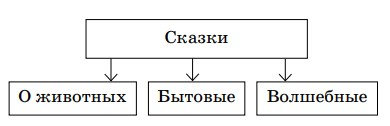 Сказки
О животных
Бытовые
Волшебные